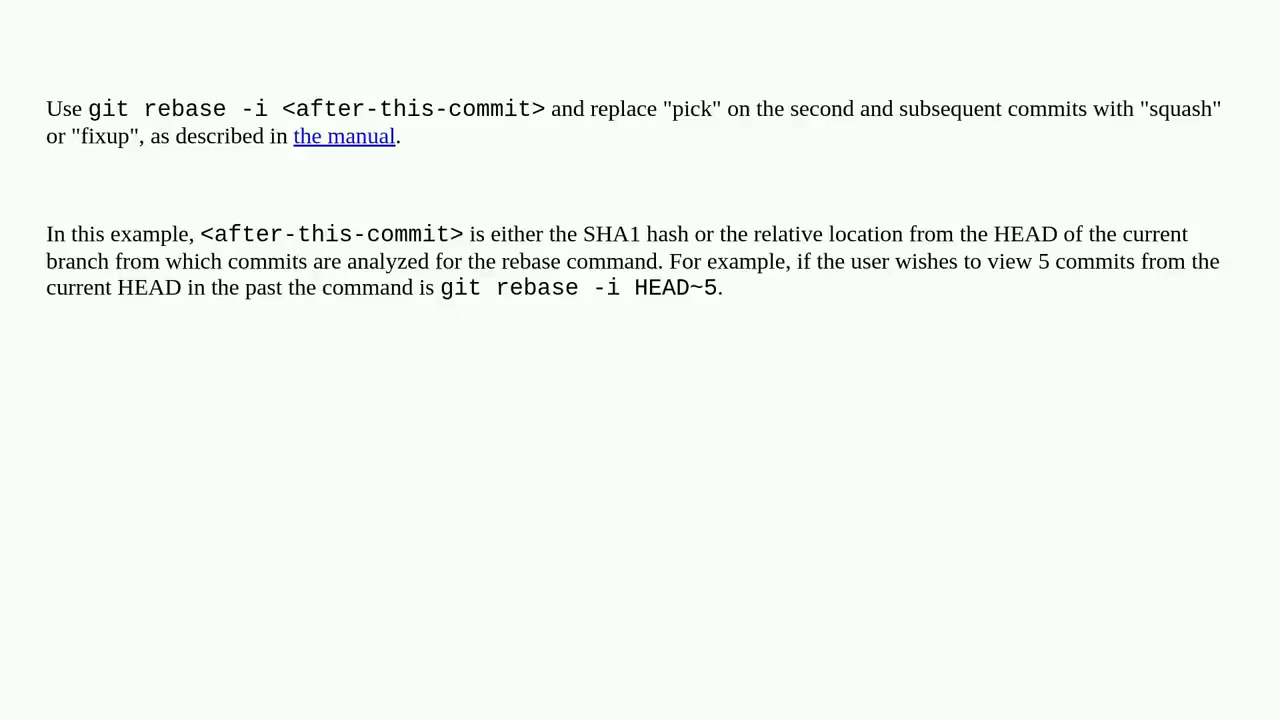 Use git rebase -i <after-this-commit> and replace "pick" on the second and subsequent commits with "squash"
or "fixup", as described in the manual.
In this example, <after-this-commit> is either the SHA1 hash or the relative location from the HEAD of the current
branch from which commits are analyzed for the rebase command. For example, if the user wishes to view 5 commits from the
current HEAD in the past the command is git rebase -i HEAD~5.